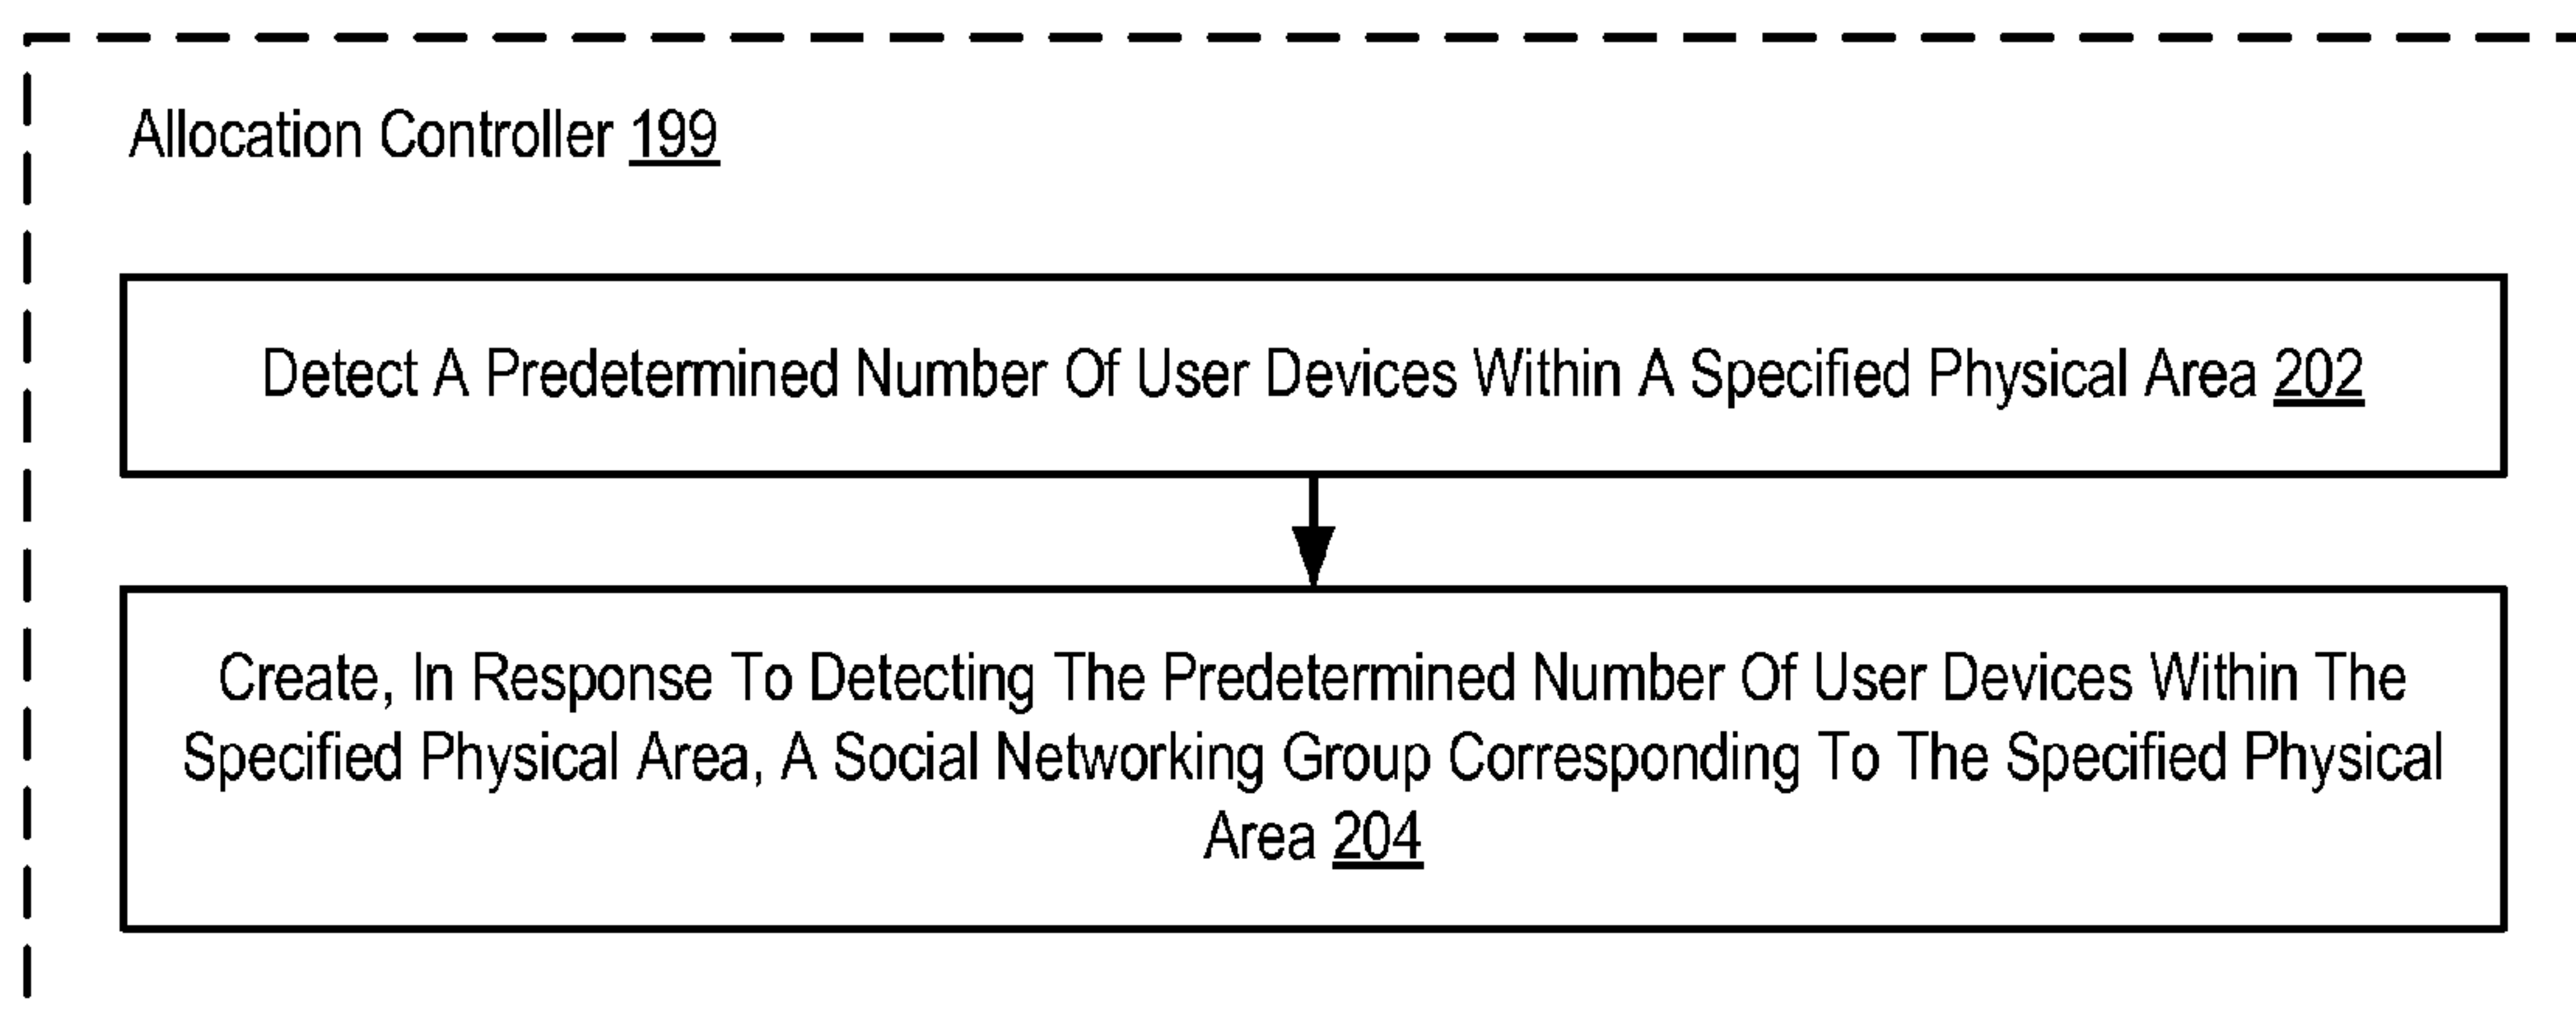 Allocation Controller 199
Detect A Predetermined Number Of User Devices Within A Specified Physical Area 202
Create, In Response To Detecting The Predetermined Number Of User Devices Within The
Specified Physical Area, A Social Networking Group Corresponding To The Specified Physical
Area 204